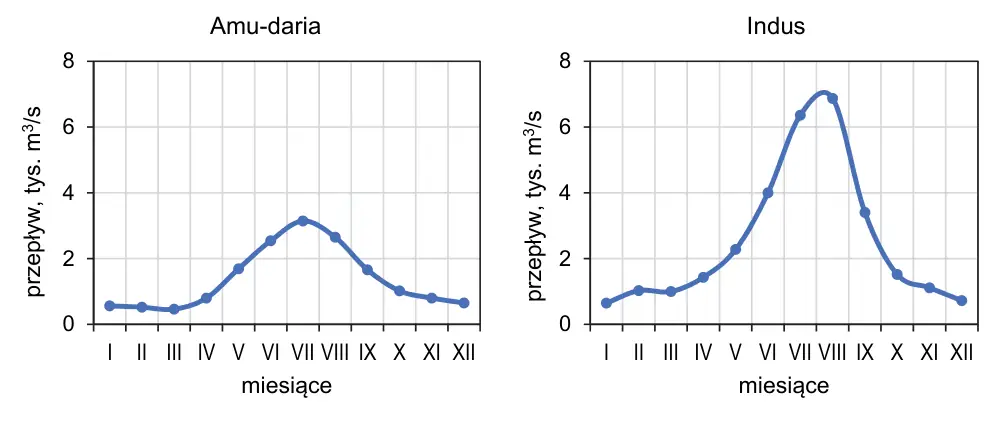 Amu-daria
przepływ, tys. m³/s
8
6
4
2
0
I II III IV V VI VII VIII IX X XI XII
miesiące
Indus
przepływ, tys. m³/s
8
6
4
2
0
I II III IV V VI VII VIII IX X XI XII
miesiące